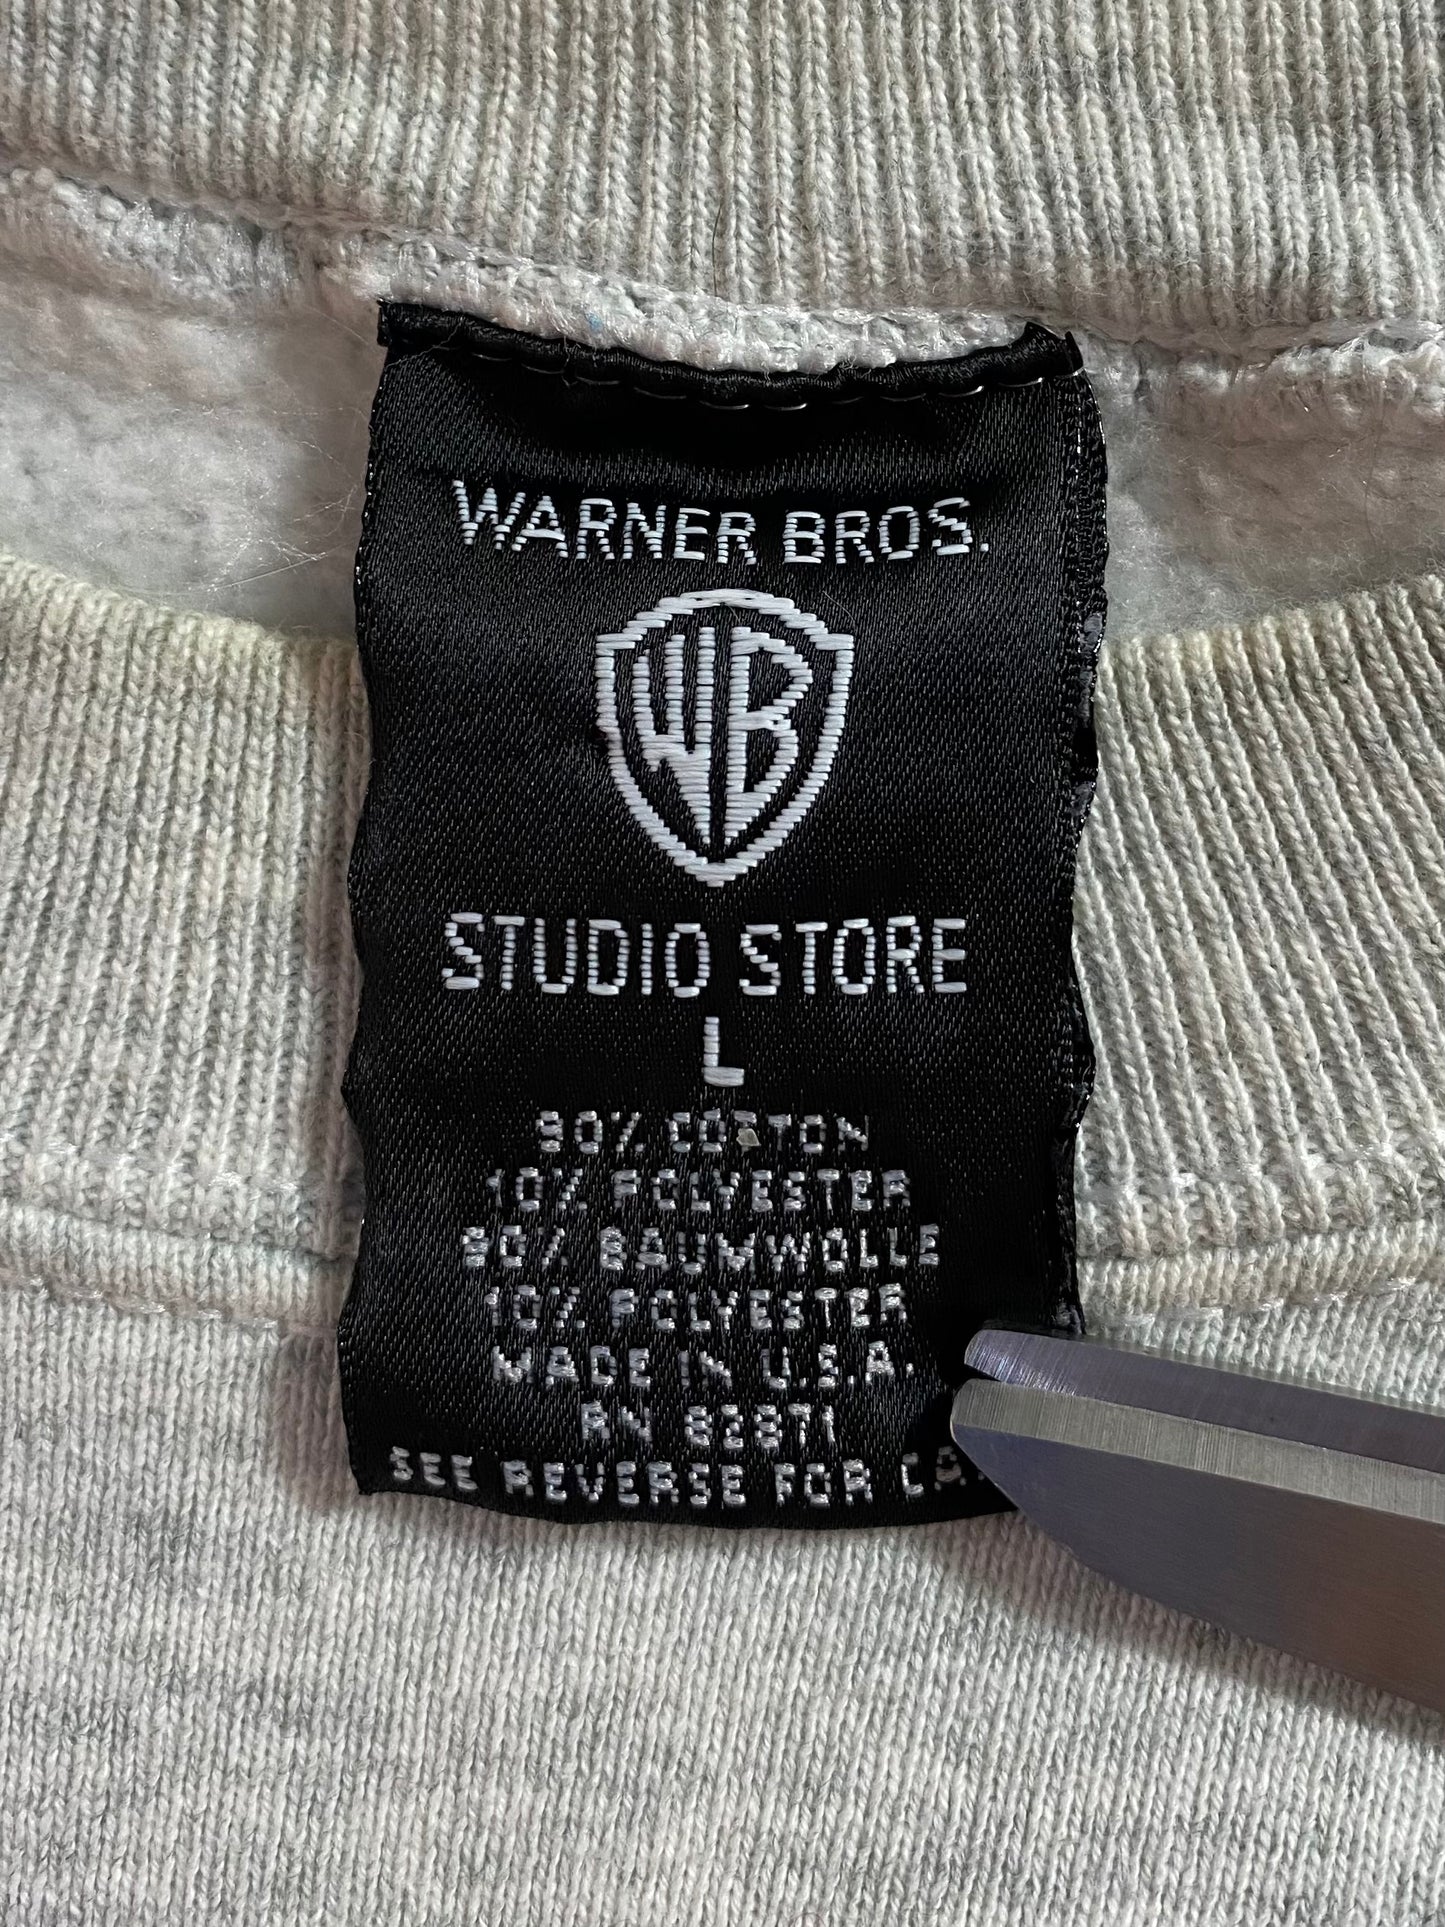 WARNER BROS.
WB
STUDIO STORE
L
90% COTTON
10% POLYESTER
90% BAUMWOLLE
10% POLYESTER
MADE IN U.S.A.
RN 82871
SEE REVERSE FOR